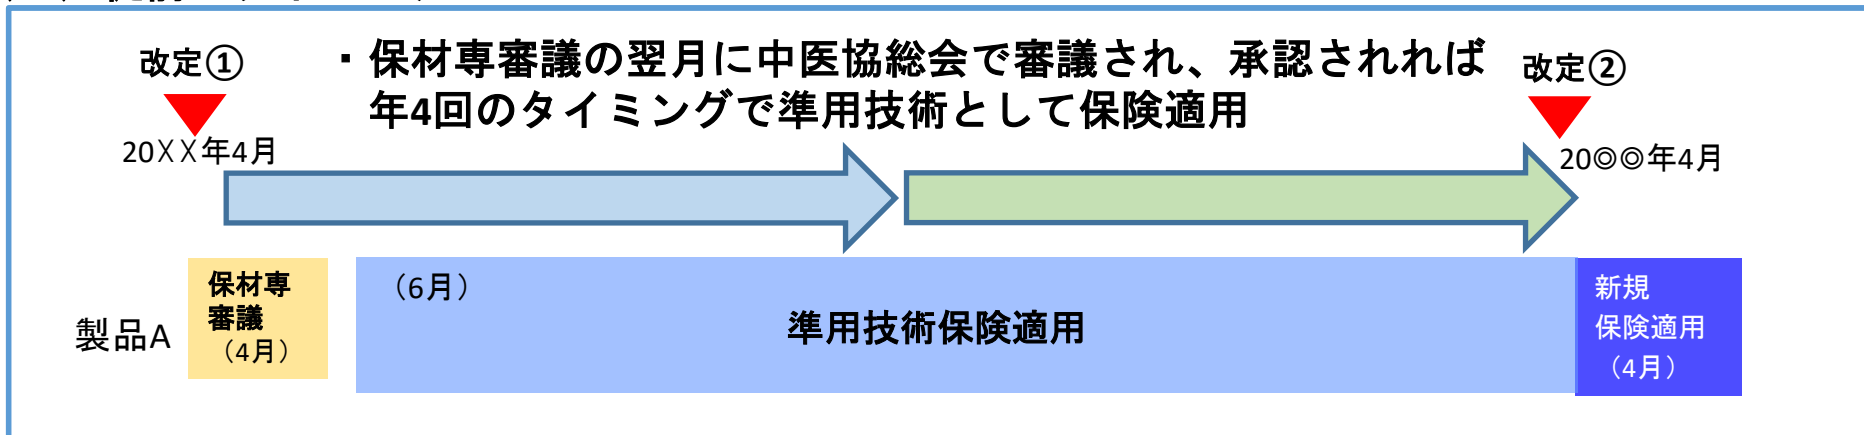 改定①
・保材専審議の翌月に中医協総会で審議され、承認されれば
年4回のタイミングで準用技術として保険適用
改定②
20XX年4月
20◎◎年4月
製品A
保材専
審議
（4月）
（6月）
準用技術保険適用
新規
保険適用
（4月）